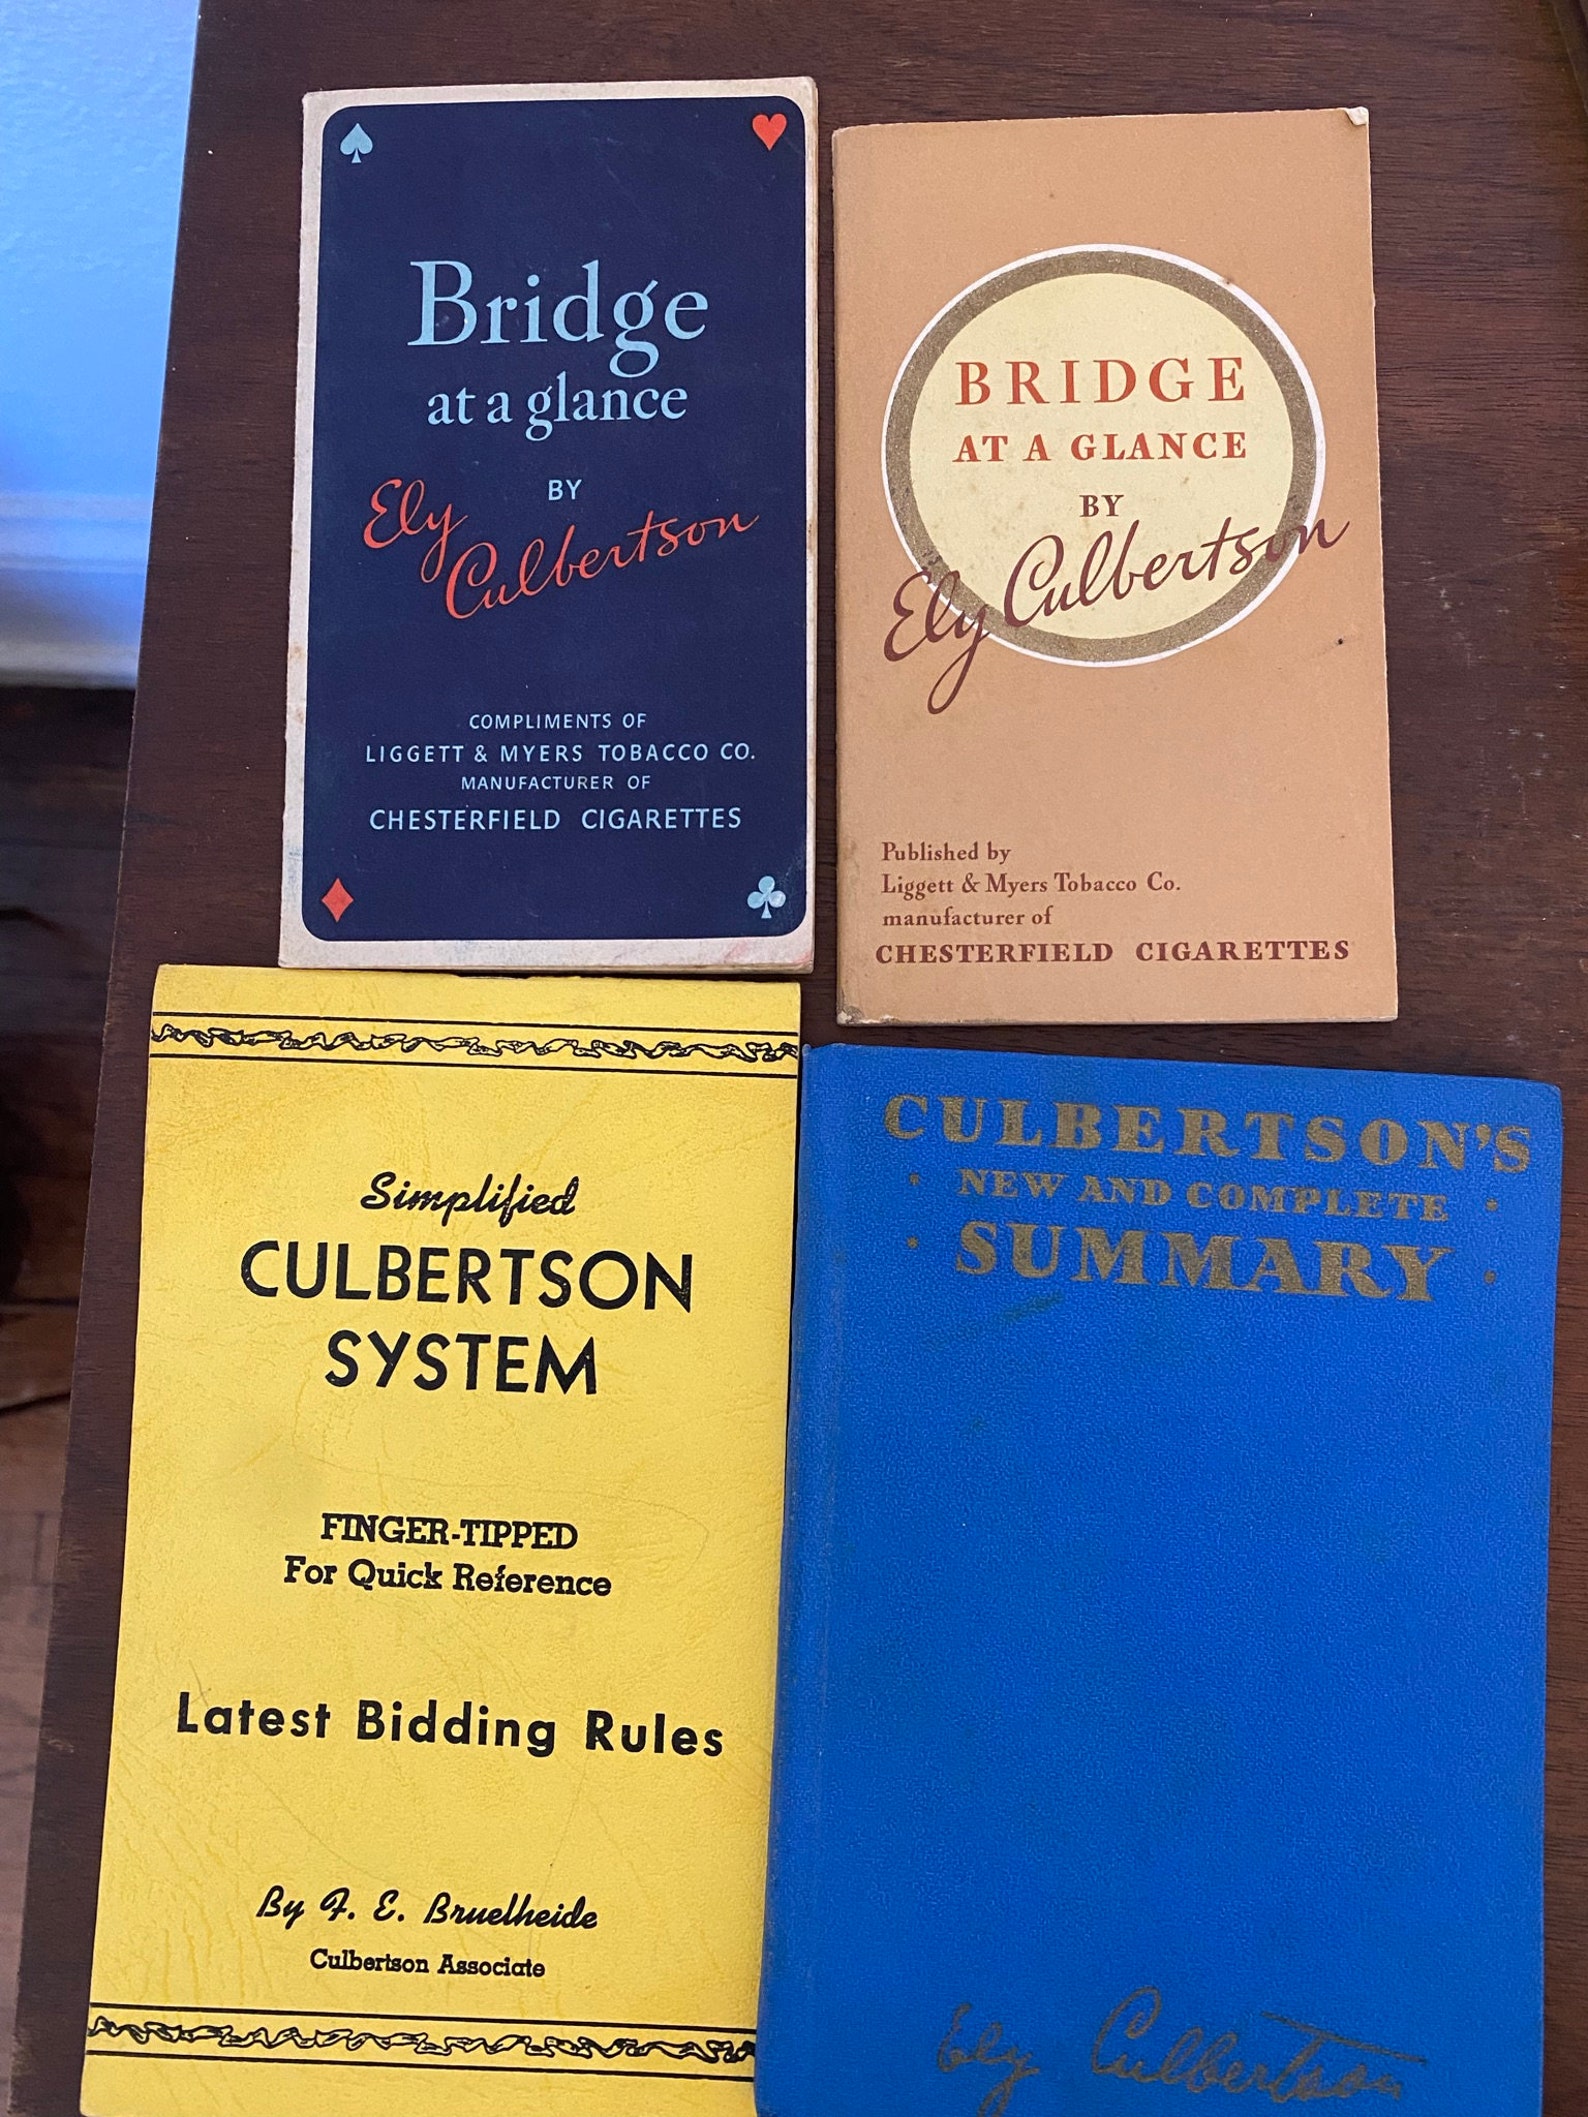 Bridge
at a glance
BY
Ely
Culbertson
COMPLIMENTS OF
LIGGETT & MYERS TOBACCO CO.
MANUFACTURER OF
CHESTERFIELD CIGARETTES
BRIDGE
AT A GLANCE
BY
Ely Culbertson
Published by
Liggett & Myers Tobacco Co.
manufacturer of
CHESTERFIELD CIGARETTES
Simplified
CULBERTSON
SYSTEM
FINGER-TIPPED
For Quick Reference
Latest Bidding Rules
By F. E. Bruelheide
Culbertson Associate
CULBERTSON'S
• NEW AND COMPLETE •
• SUMMARY •
Ely Culbertson